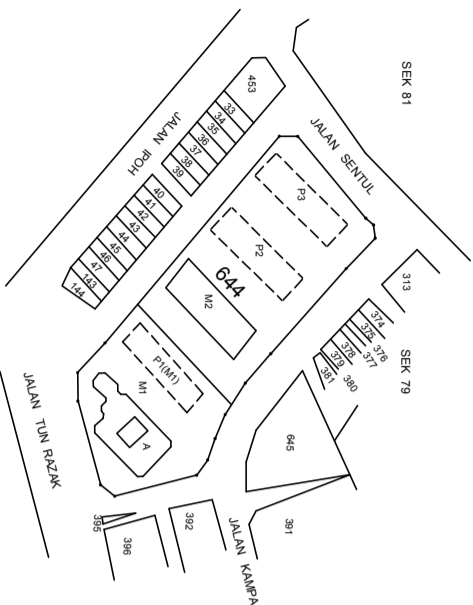 SEK 81
JALAN SENTUL
JALAN IPOH
453
33
34
35
36
37
38
39
40
41
42
43
44
45
46
47
143
144
P3
P2
644
M2
P1(M1)
M1
A
313
374
375
376
377
378
379
380
381
SEK 79
645
391
392
395
396
JALAN TUN RAZAK
JALAN KAMPA